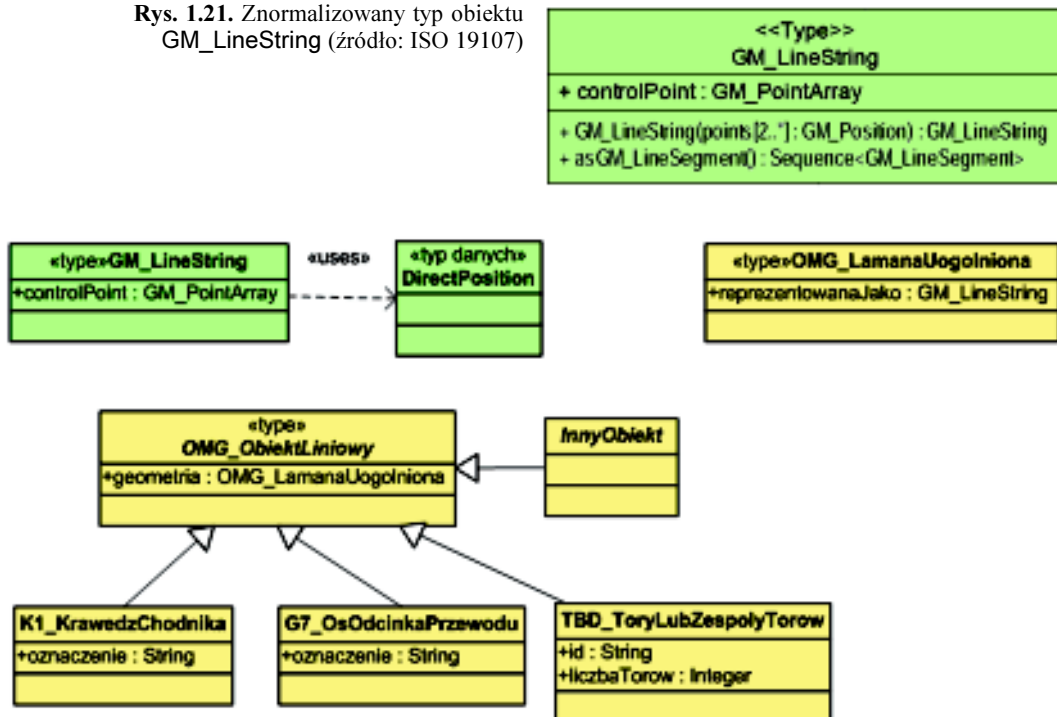 Rys. 1.21. Znormalizowany typ obiektu
GM_LineString (źródło: ISO 19107)
<<Type>>
GM_LineString
+ controlPoint : GM_PointArray
+ GM_LineString(points[2..*] : GM_Position) : GM_LineString
+ asGM_LineSegment() : Sequence<GM_LineSegment>
«type»GM_LineString
+controlPoint : GM_PointArray
«uses»
«typ danych»
DirectPosition
«type»OMG_LamanaUogolniona
+reprezentowanaJako : GM_LineString
«type»
OMG_ObiektLiniowy
+geometria : OMG_LamanaUogolniona
InnyObiekt
K1_KrawedzChodnika
+oznaczenie : String
G7_OsOdcinkaPrzewodu
+oznaczenie : String
TBD_ToryLubZespolyTorow
+id : String
+liczbaTorow : Integer